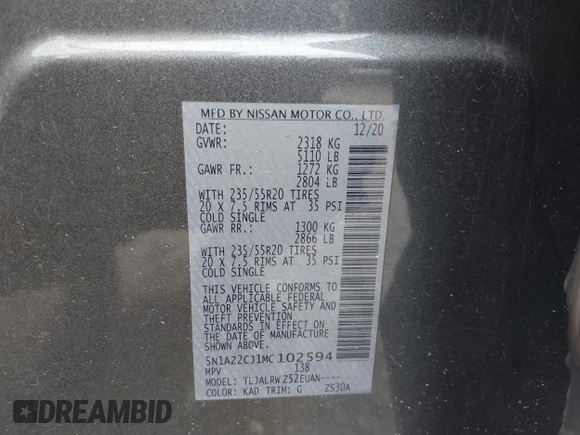 MFD BY NISSAN MOTOR CO., LTD.
DATE: 12/20
GVWR: 2318 KG
5110 LB
GAWR FR.: 1272 KG
2804 LB
WITH 235/55R20 TIRES
20 X 7.5 RIMS AT 35 PSI
COLD SINGLE
GAWR RR.: 1300 KG
2866 LB
WITH 235/55R20 TIRES
20 X 7.5 RIMS AT 35 PSI
COLD SINGLE
THIS VEHICLE CONFORMS TO
ALL APPLICABLE FEDERAL
MOTOR VEHICLE SAFETY AND
THEFT PREVENTION
STANDARDS IN EFFECT ON
THE DATE OF MANUFACTURE
SHOWN ABOVE.
5N1AZ2CJ1MC102594
MPV 138
MODEL: TLJALRWZ52EUAN----
COLOR: KAD TRIM: G ZS30A
DREAMBID